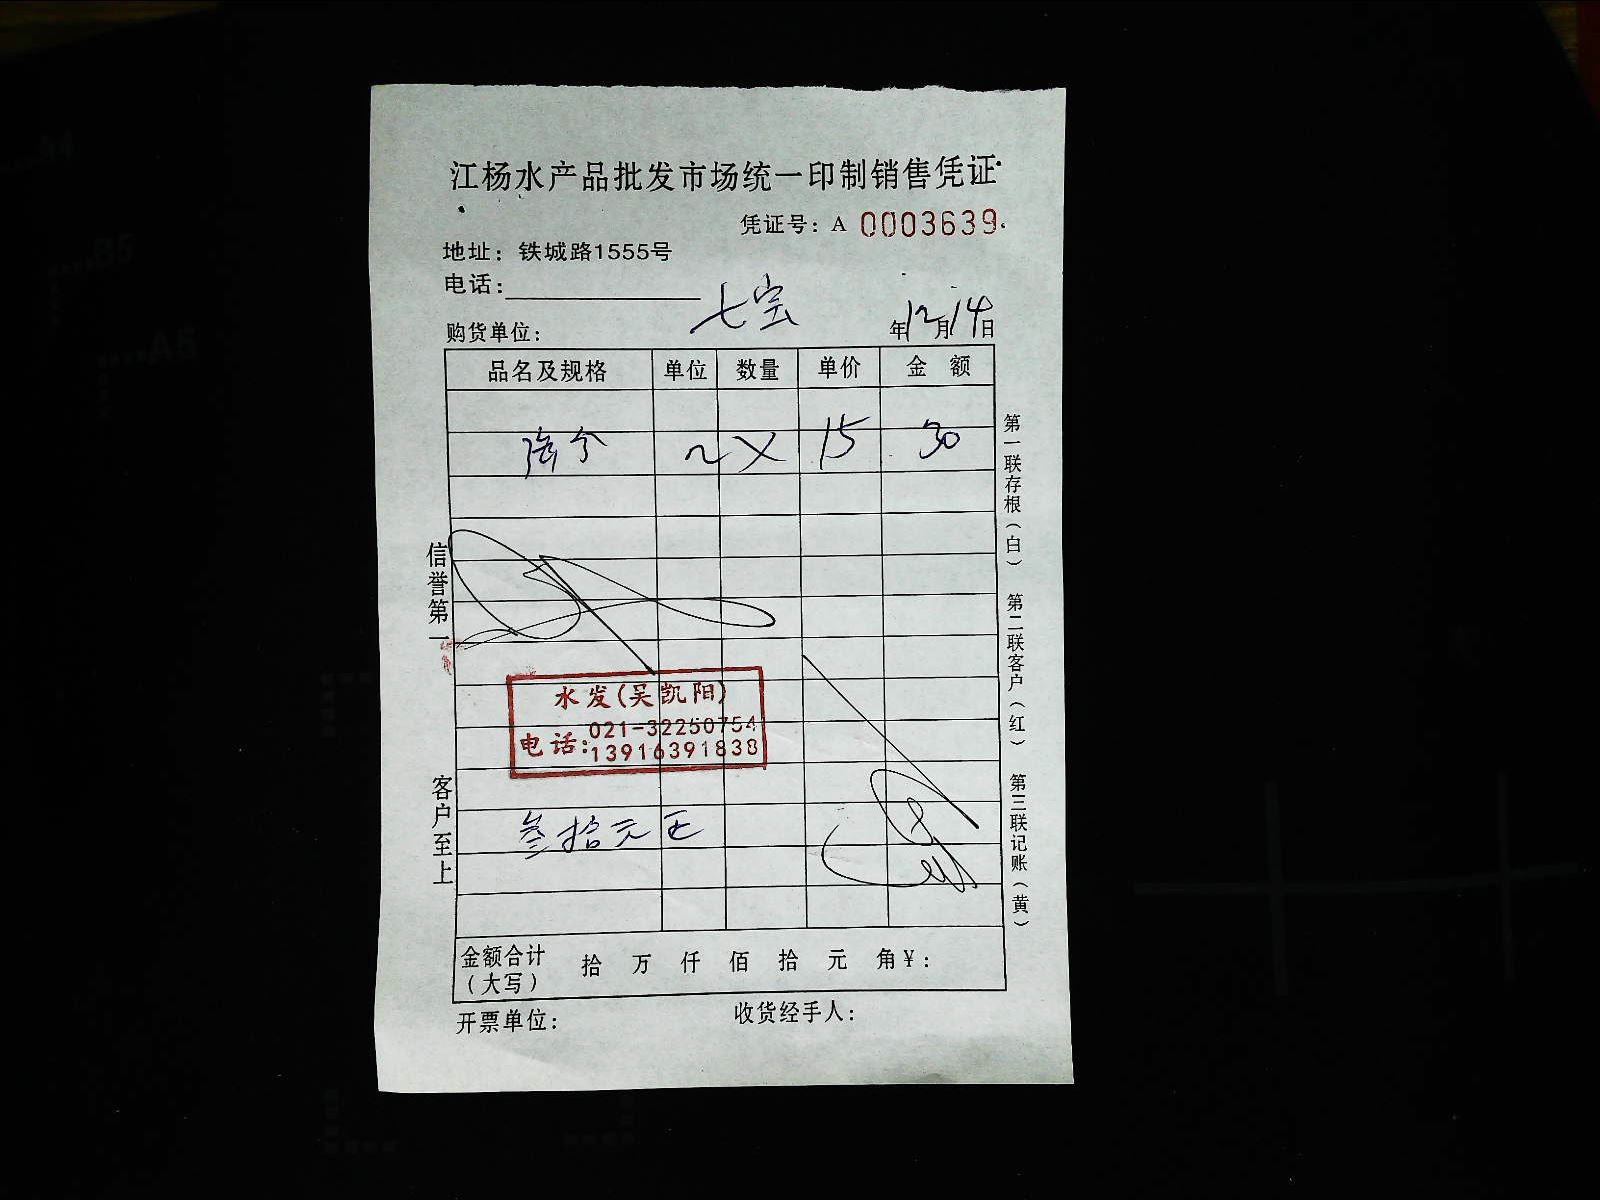 江杨水产品批发市场统一印制销售凭证
凭证号：A 0003639
地址：铁城路1555号
电话：
购货单位：七宝 年12月14日
品名及规格 单位 数量 单价 金额
2 X 15 30
水发(吴凯阳)
电话：021-32250754
13916391838
叁拾元正
金额合计（大写） 拾 万 仟 佰 拾 元 角￥：
开票单位： 收货经手人：
信誉第一 客户至上
第一联存根（白） 第二联客户（红） 第三联记账（黄）